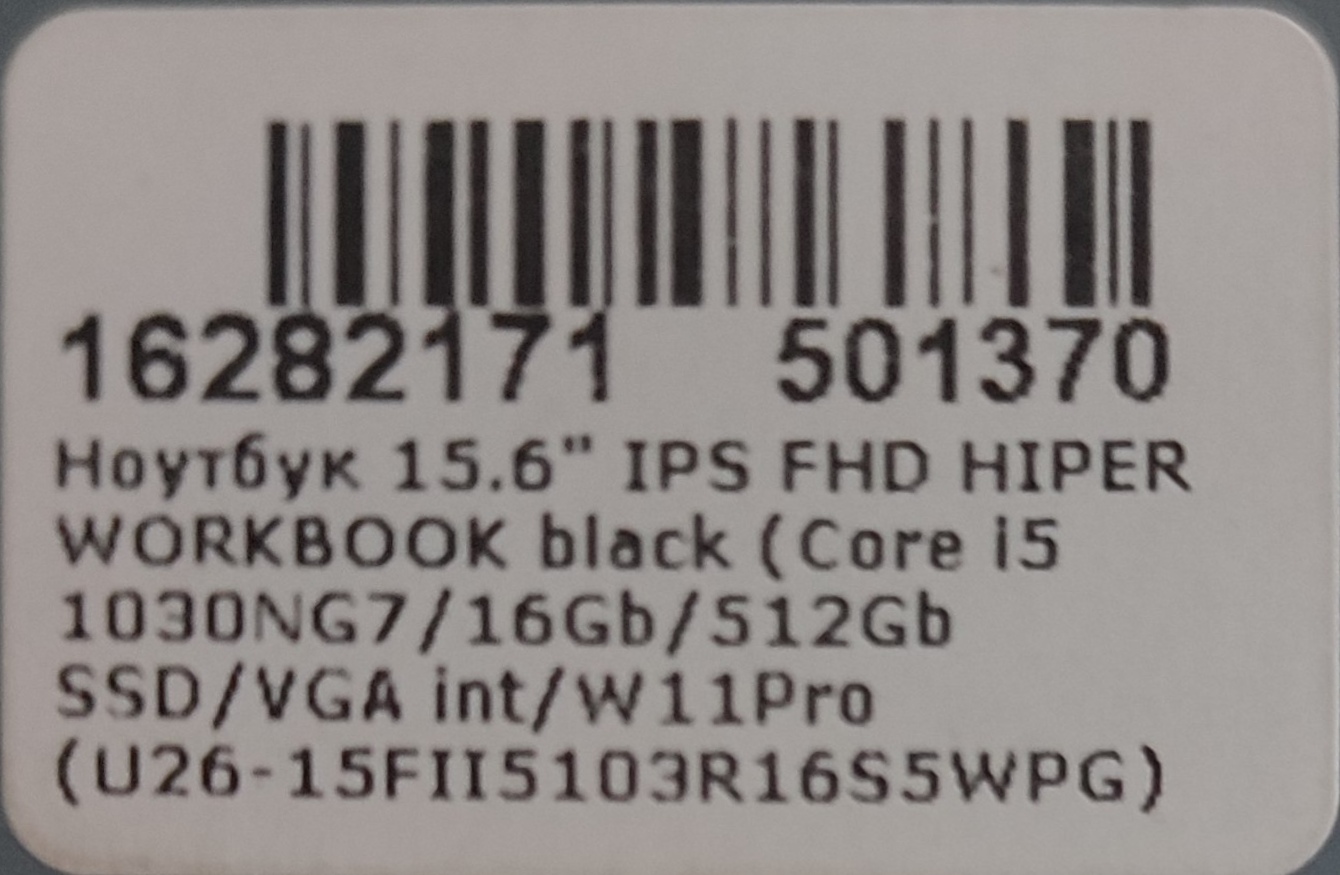 16282171 501370
Ноутбук 15.6" IPS FHD HIPER
WORKBOOK black (Core i5
1030NG7/16Gb/512Gb
SSD/VGA int/W11Pro
(U26-15FII5103R16S5WPG)